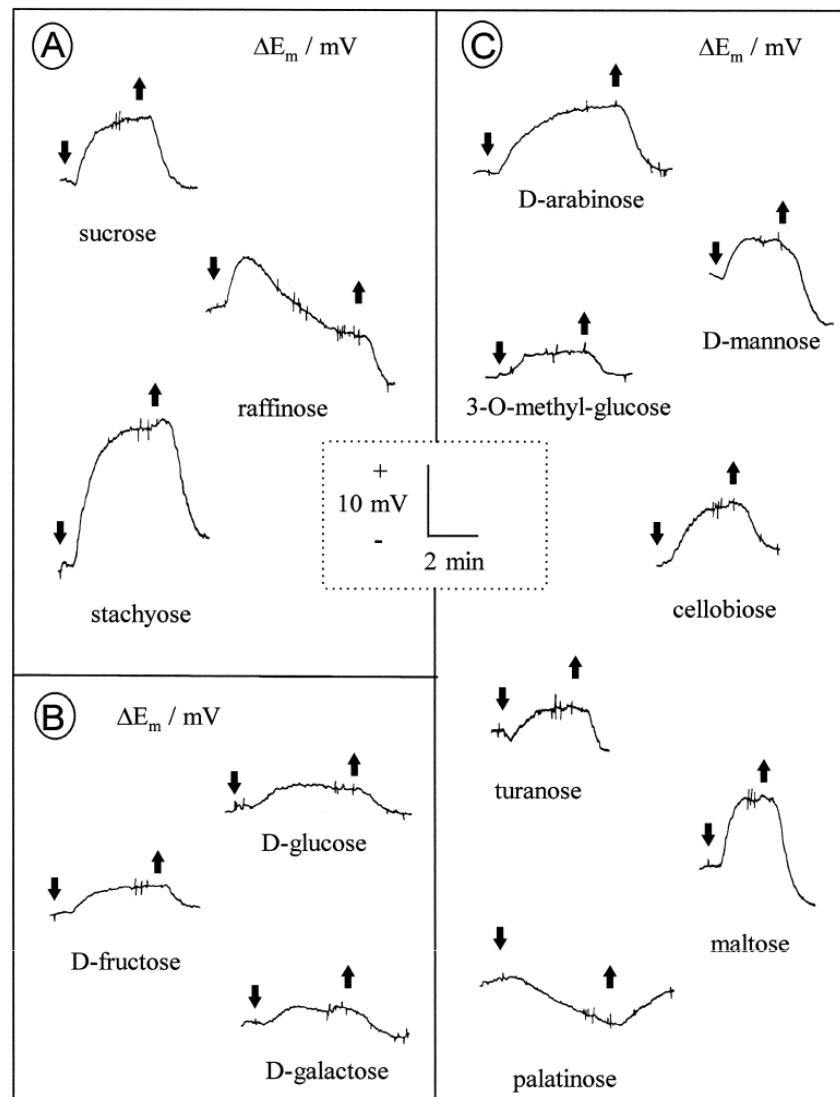 A
ΔEm / mV
sucrose
raffinose
stachyose
+
10 mV
-
2 min
B
ΔEm / mV
D-glucose
D-fructose
D-galactose
C
ΔEm / mV
D-arabinose
D-mannose
3-O-methyl-glucose
cellobiose
turanose
maltose
palatinose